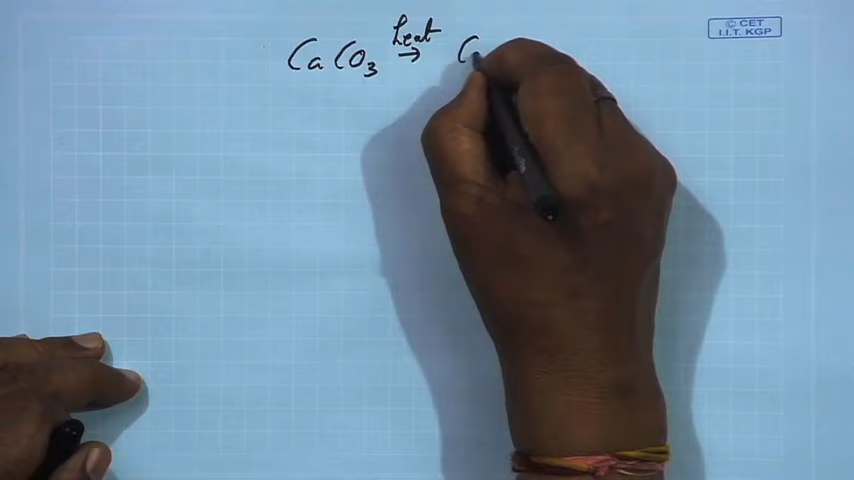 © CET
I.I.T. KGP
Heat
CaCO₃ → C